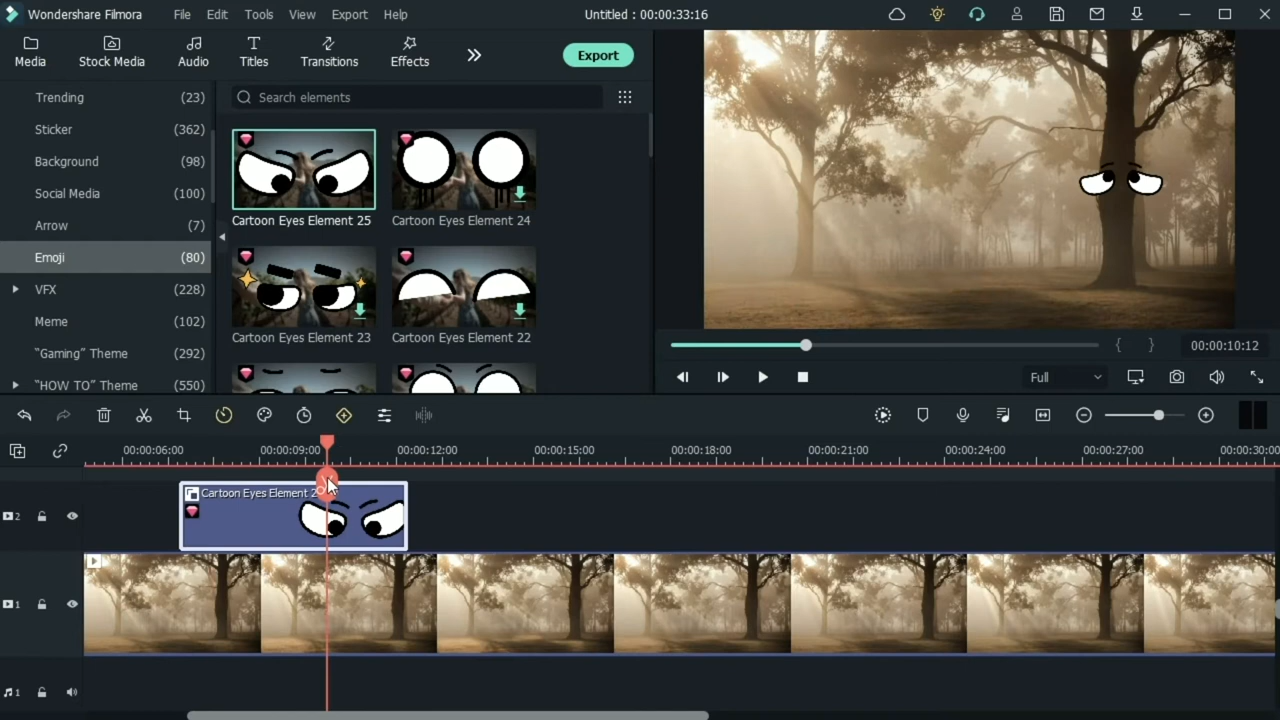 Wondershare Filmora
File Edit Tools View Export Help
Untitled : 00:00:33:16
Media Stock Media Audio Titles Transitions Effects
Export
Trending (23)
Sticker (362)
Background (98)
Social Media (100)
Arrow (7)
Emoji (80)
VFX (228)
Meme (102)
"Gaming" Theme (292)
"HOW TO" Theme (550)
Search elements
Cartoon Eyes Element 25
Cartoon Eyes Element 24
Cartoon Eyes Element 23
Cartoon Eyes Element 22
{ } 00:00:10:12
Full
00:00:06:00 00:00:09:00 00:00:12:00 00:00:15:00 00:00:18:00 00:00:21:00 00:00:24:00 00:00:27:00 00:00:30:00
Cartoon Eyes Element 2
2
1
1